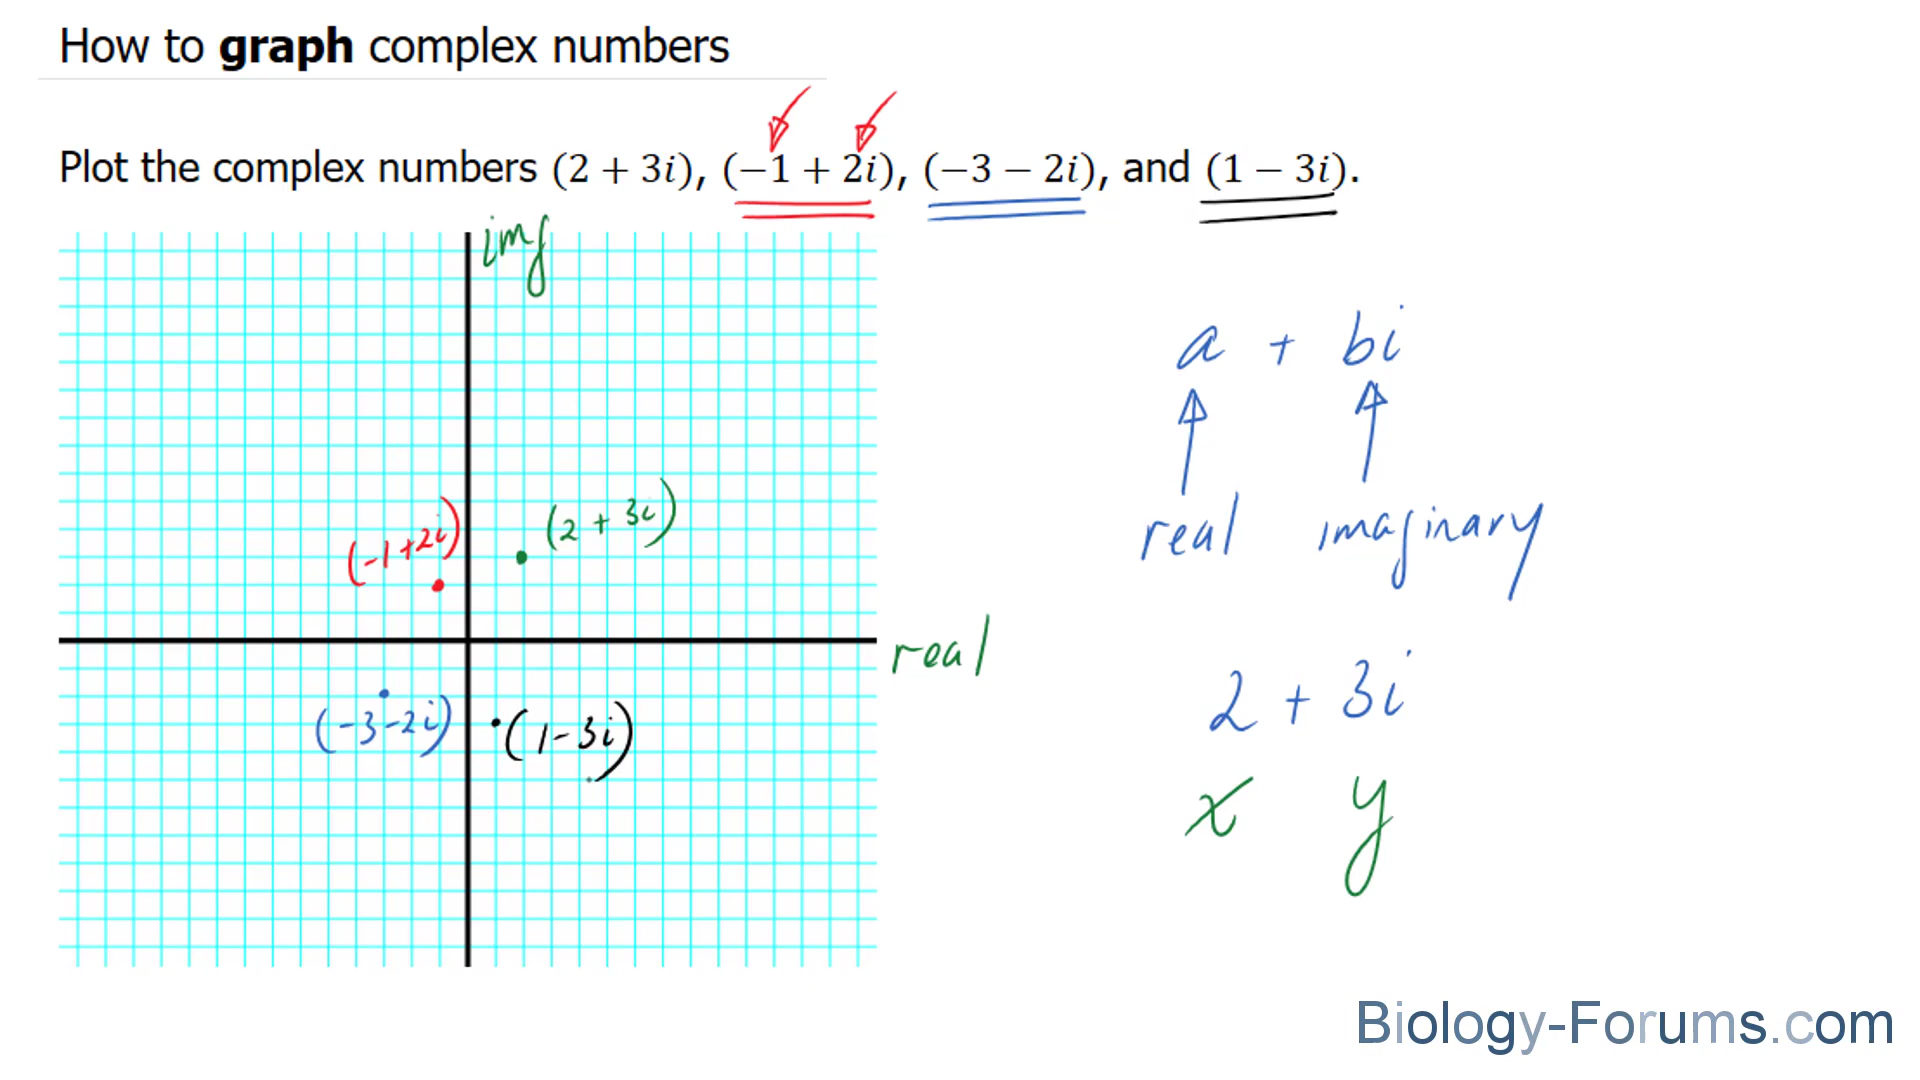 How to graph complex numbers
Plot the complex numbers (2 + 3i), (−1 + 2i), (−3 − 2i), and (1 − 3i).
img
a + bi
real imaginary
(-1+2i)
(2 + 3i)
real
(-3-2i)
(1-3i)
2 + 3i
x y
Biology-Forums.com